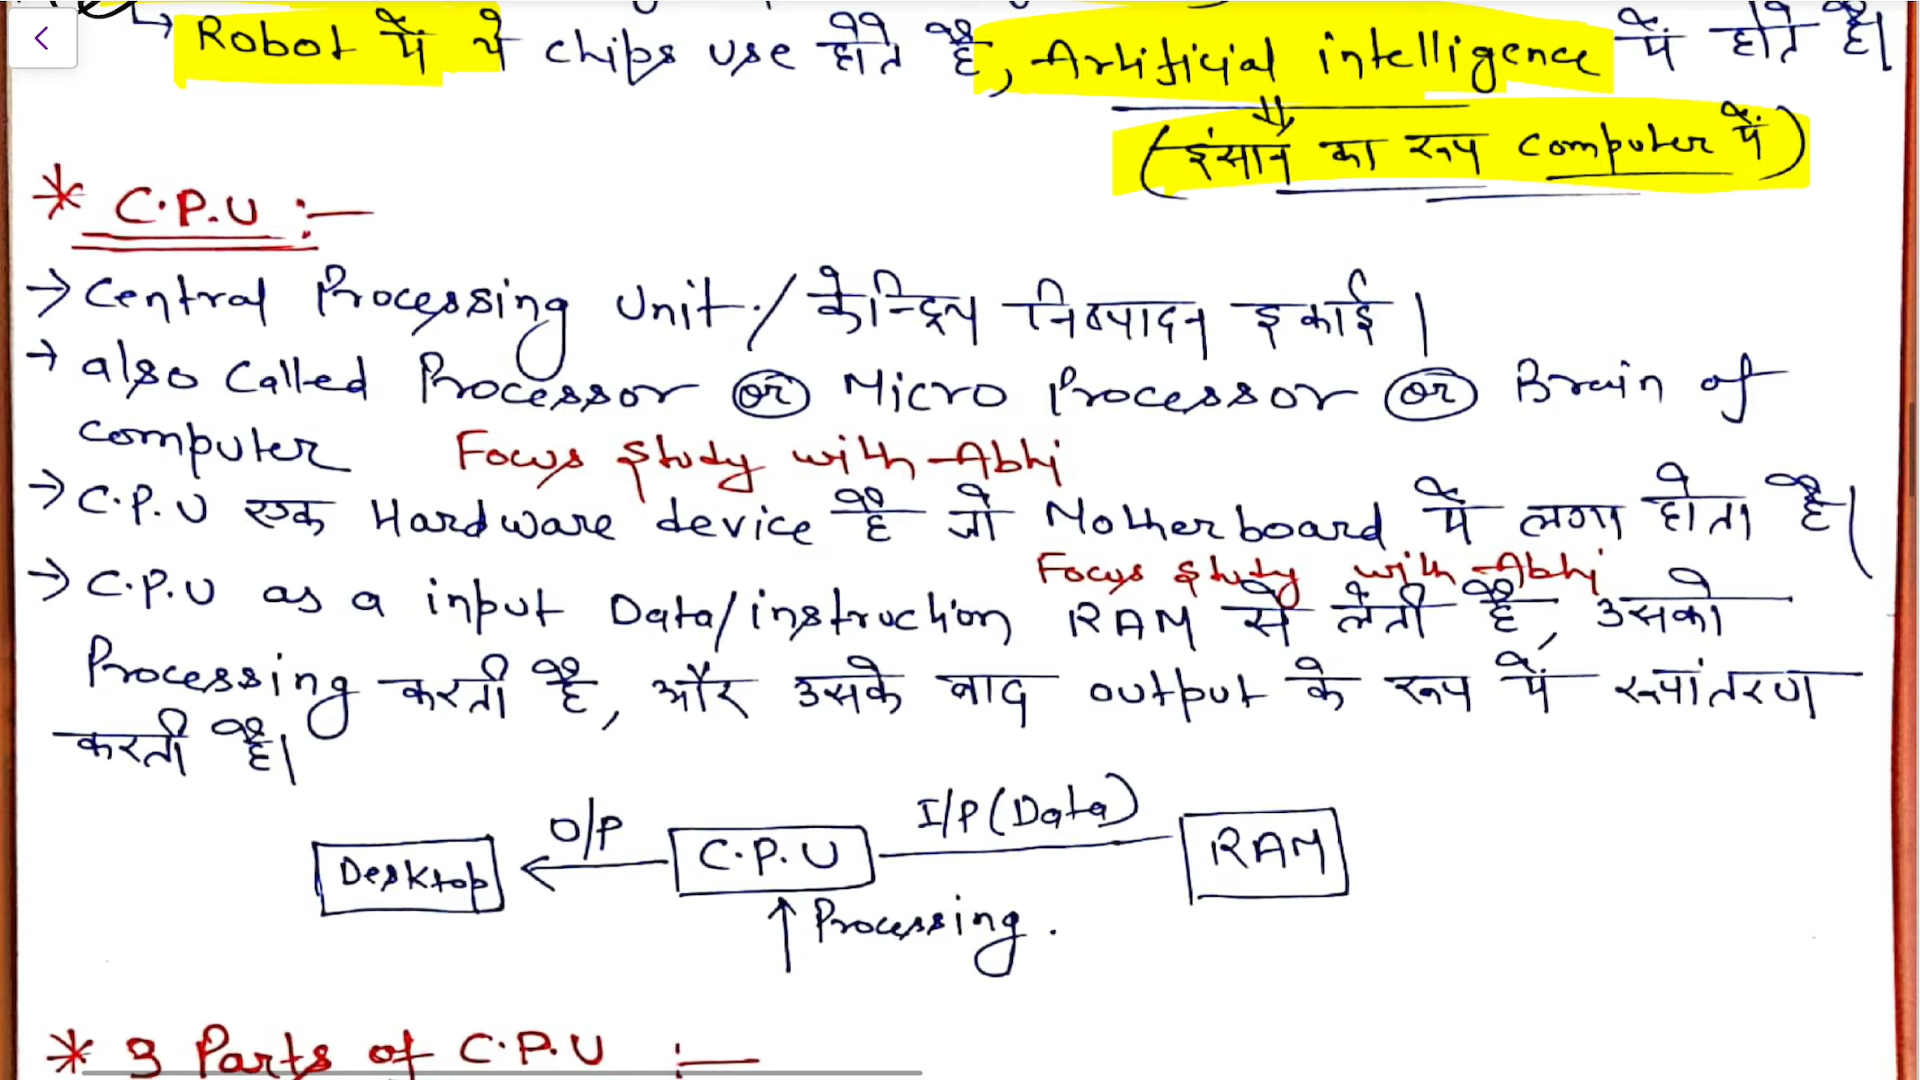 Robot में ये chips use होते है, Artificial intelligence में होते है।
(इंसान का रूप computer में)
* C.P.U :-
→ Central Processing Unit / केन्द्रिय निष्पादन इकाई।
→ also called Processor or Micro Processor or Brain of
computer Focus study with Abhi
→ C.P.U एक Hardware device है जो Motherboard में लगा होता है।
Focus study with Abhi
→ C.P.U as a input Data/instruction RAM से लेती है, उसको
Processing करती है, और उसके बाद output के रूप में रूपांतरण
करती है।
Desktop ← O/P C.P.U I/P (Data) RAM
↑ Processing.
* 3 Parts of C.P.U :-